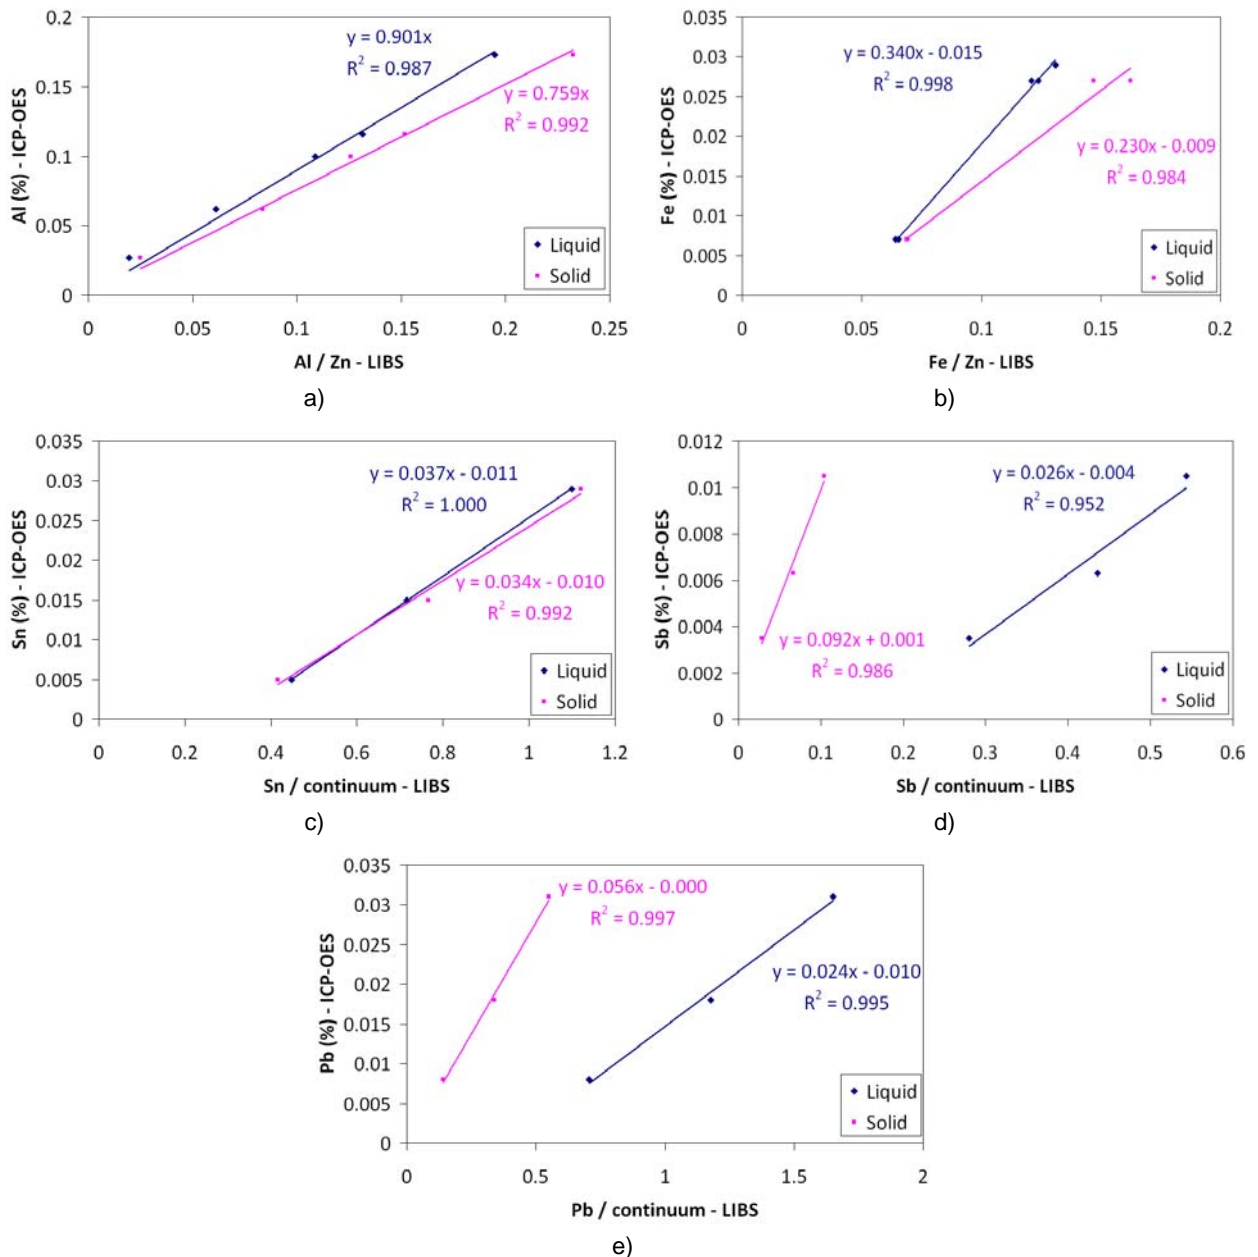 Al (%) - ICP-OES
0.2
0.15
0.1
0.05
0
y = 0.901x
R² = 0.987
y = 0.759x
R² = 0.992
Liquid
Solid
0 0.05 0.1 0.15 0.2 0.25
Al / Zn - LIBS
a)
Fe (%) - ICP-OES
0.035
0.03
0.025
0.02
0.015
0.01
0.005
0
y = 0.340x - 0.015
R² = 0.998
y = 0.230x - 0.009
R² = 0.984
Liquid
Solid
0 0.05 0.1 0.15 0.2
Fe / Zn - LIBS
b)
Sn (%) - ICP-OES
0.035
0.03
0.025
0.02
0.015
0.01
0.005
0
y = 0.037x - 0.011
R² = 1.000
y = 0.034x - 0.010
R² = 0.992
Liquid
Solid
0 0.2 0.4 0.6 0.8 1 1.2
Sn / continuum - LIBS
c)
Sb (%) - ICP-OES
0.012
0.01
0.008
0.006
0.004
0.002
0
y = 0.026x - 0.004
R² = 0.952
y = 0.092x + 0.001
R² = 0.986
Liquid
Solid
0 0.1 0.2 0.3 0.4 0.5 0.6
Sb / continuum - LIBS
d)
Pb (%) - ICP-OES
0.035
0.03
0.025
0.02
0.015
0.01
0.005
0
y = 0.056x - 0.000
R² = 0.997
y = 0.024x - 0.010
R² = 0.995
Liquid
Solid
0 0.5 1 1.5 2
Pb / continuum - LIBS
e)